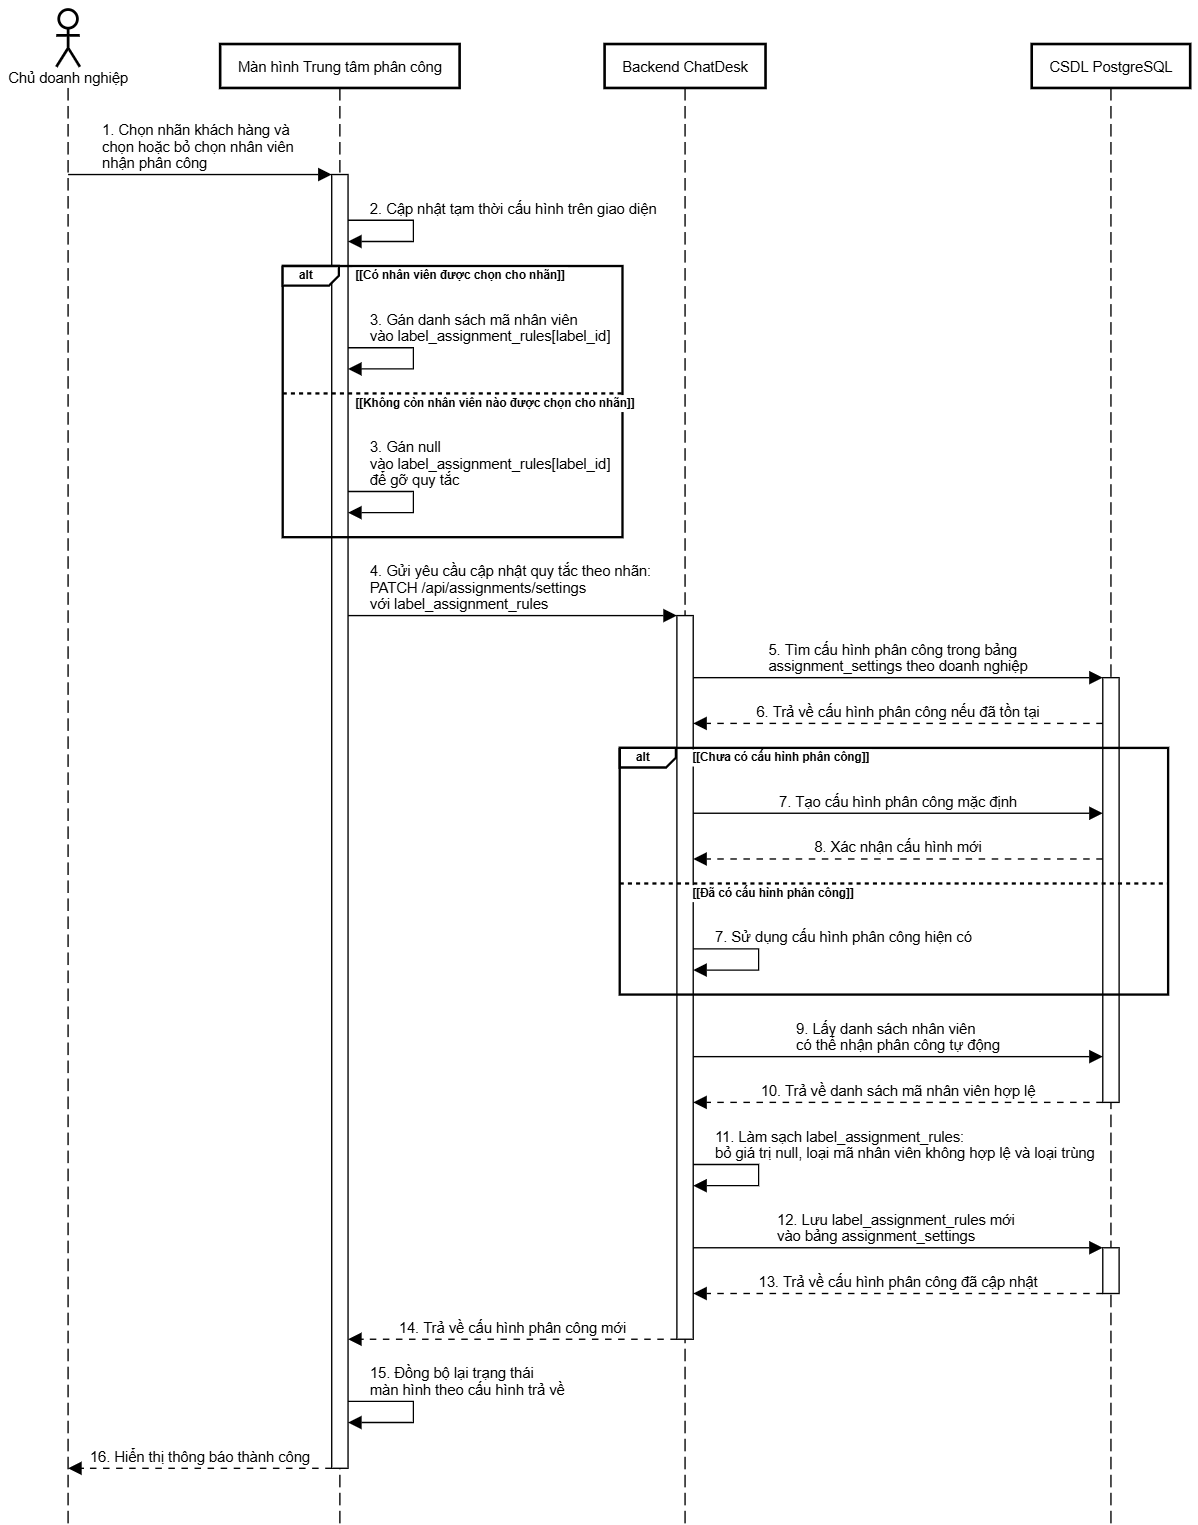 Chủ doanh nghiệp
Màn hình Trung tâm phân công
Backend ChatDesk
CSDL PostgreSQL
1. Chọn nhãn khách hàng và
chọn hoặc bỏ chọn nhân viên
nhận phân công
2. Cập nhật tạm thời cấu hình trên giao diện
alt
[[Có nhân viên được chọn cho nhãn]]
3. Gán danh sách mã nhân viên
vào label_assignment_rules[label_id]
[[Không còn nhân viên nào được chọn cho nhãn]]
3. Gán null
vào label_assignment_rules[label_id]
để gỡ quy tắc
4. Gửi yêu cầu cập nhật quy tắc theo nhãn:
PATCH /api/assignments/settings
với label_assignment_rules
5. Tìm cấu hình phân công trong bảng
assignment_settings theo doanh nghiệp
6. Trả về cấu hình phân công nếu đã tồn tại
alt
[[Chưa có cấu hình phân công]]
7. Tạo cấu hình phân công mặc định
8. Xác nhận cấu hình mới
[[Đã có cấu hình phân công]]
7. Sử dụng cấu hình phân công hiện có
9. Lấy danh sách nhân viên
có thể nhận phân công tự động
10. Trả về danh sách mã nhân viên hợp lệ
11. Làm sạch label_assignment_rules:
bỏ giá trị null, loại mã nhân viên không hợp lệ và loại trùng
12. Lưu label_assignment_rules mới
vào bảng assignment_settings
13. Trả về cấu hình phân công đã cập nhật
14. Trả về cấu hình phân công mới
15. Đồng bộ lại trạng thái
màn hình theo cấu hình trả về
16. Hiển thị thông báo thành công